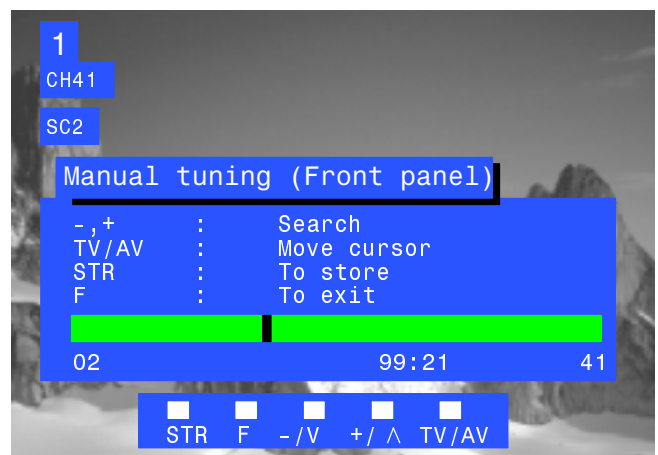 1
CH41
SC2
Manual tuning (Front panel)
-,+ : Search
TV/AV : Move cursor
STR : To store
F : To exit
02 99:21 41
STR F -/V +/ Λ TV/AV